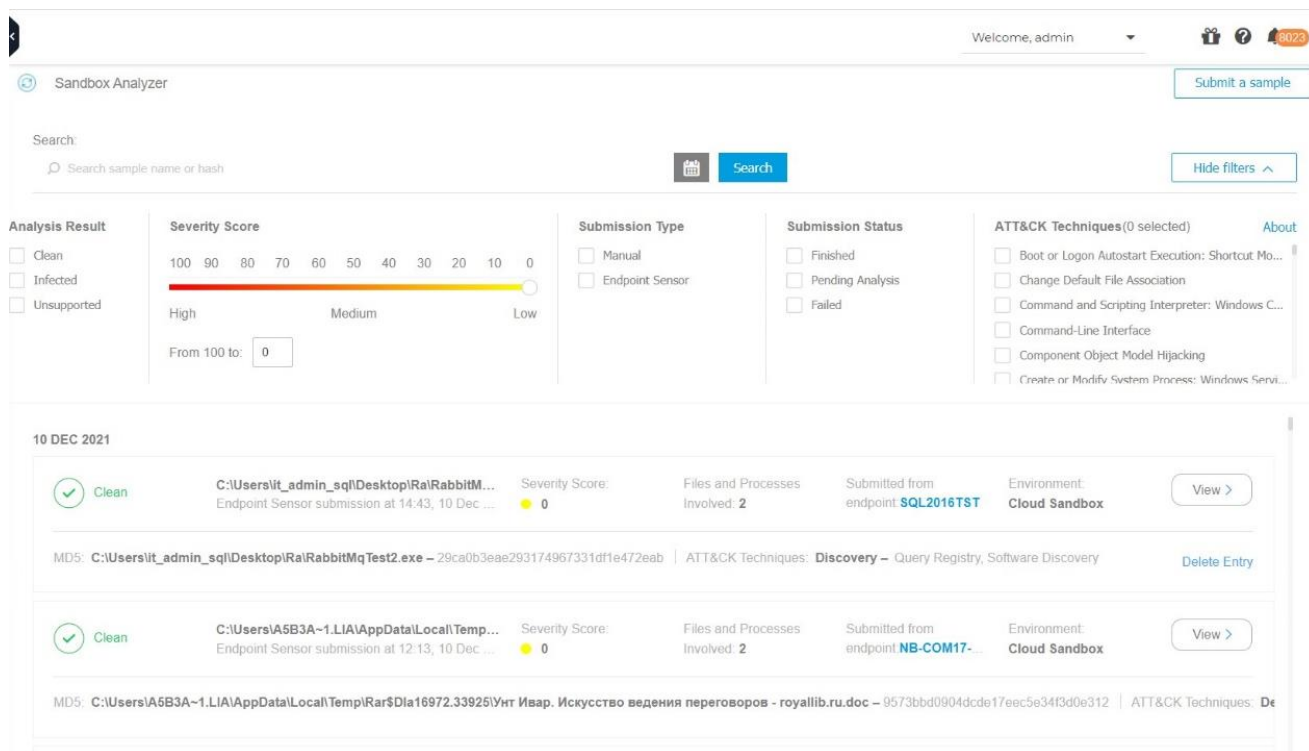 Welcome, admin
8023
Sandbox Analyzer
Submit a sample
Search:
Search sample name or hash
Search
Hide filters
Analysis Result
Clean
Infected
Unsupported
Severity Score
100 90 80 70 60 50 40 30 20 10 0
High Medium Low
From 100 to: 0
Submission Type
Manual
Endpoint Sensor
Submission Status
Finished
Pending Analysis
Failed
ATT&CK Techniques(0 selected) About
Boot or Logon Autostart Execution: Shortcut Mo...
Change Default File Association
Command and Scripting Interpreter: Windows C...
Command-Line Interface
Component Object Model Hijacking
Create or Modify System Process: Windows Servi...
10 DEC 2021
Clean
C:\Users\it_admin_sql\Desktop\Ra\RabbitM...
Endpoint Sensor submission at 14:43, 10 Dec ...
Severity Score:
0
Files and Processes
Involved: 2
Submitted from
endpoint:SQL2016TST
Environment:
Cloud Sandbox
View >
MD5: C:\Users\it_admin_sql\Desktop\Ra\RabbitMqTest2.exe – 29ca0b3eae293174967331df1e472eab | ATT&CK Techniques: Discovery – Query Registry, Software Discovery
Delete Entry
Clean
C:\Users\A5B3A~1.LIA\AppData\Local\Temp...
Endpoint Sensor submission at 12:13, 10 Dec ...
Severity Score:
0
Files and Processes
Involved: 2
Submitted from
endpoint:NB-COM17-...
Environment:
Cloud Sandbox
View >
MD5: C:\Users\A5B3A~1.LIA\AppData\Local\Temp\Rar$DIa16972.33925\Унт Ивар. Искусство ведения переговоров - royallib.ru.doc – 9573bbd0904dcde17eec5e34f3d0e312 | ATT&CK Techniques: De